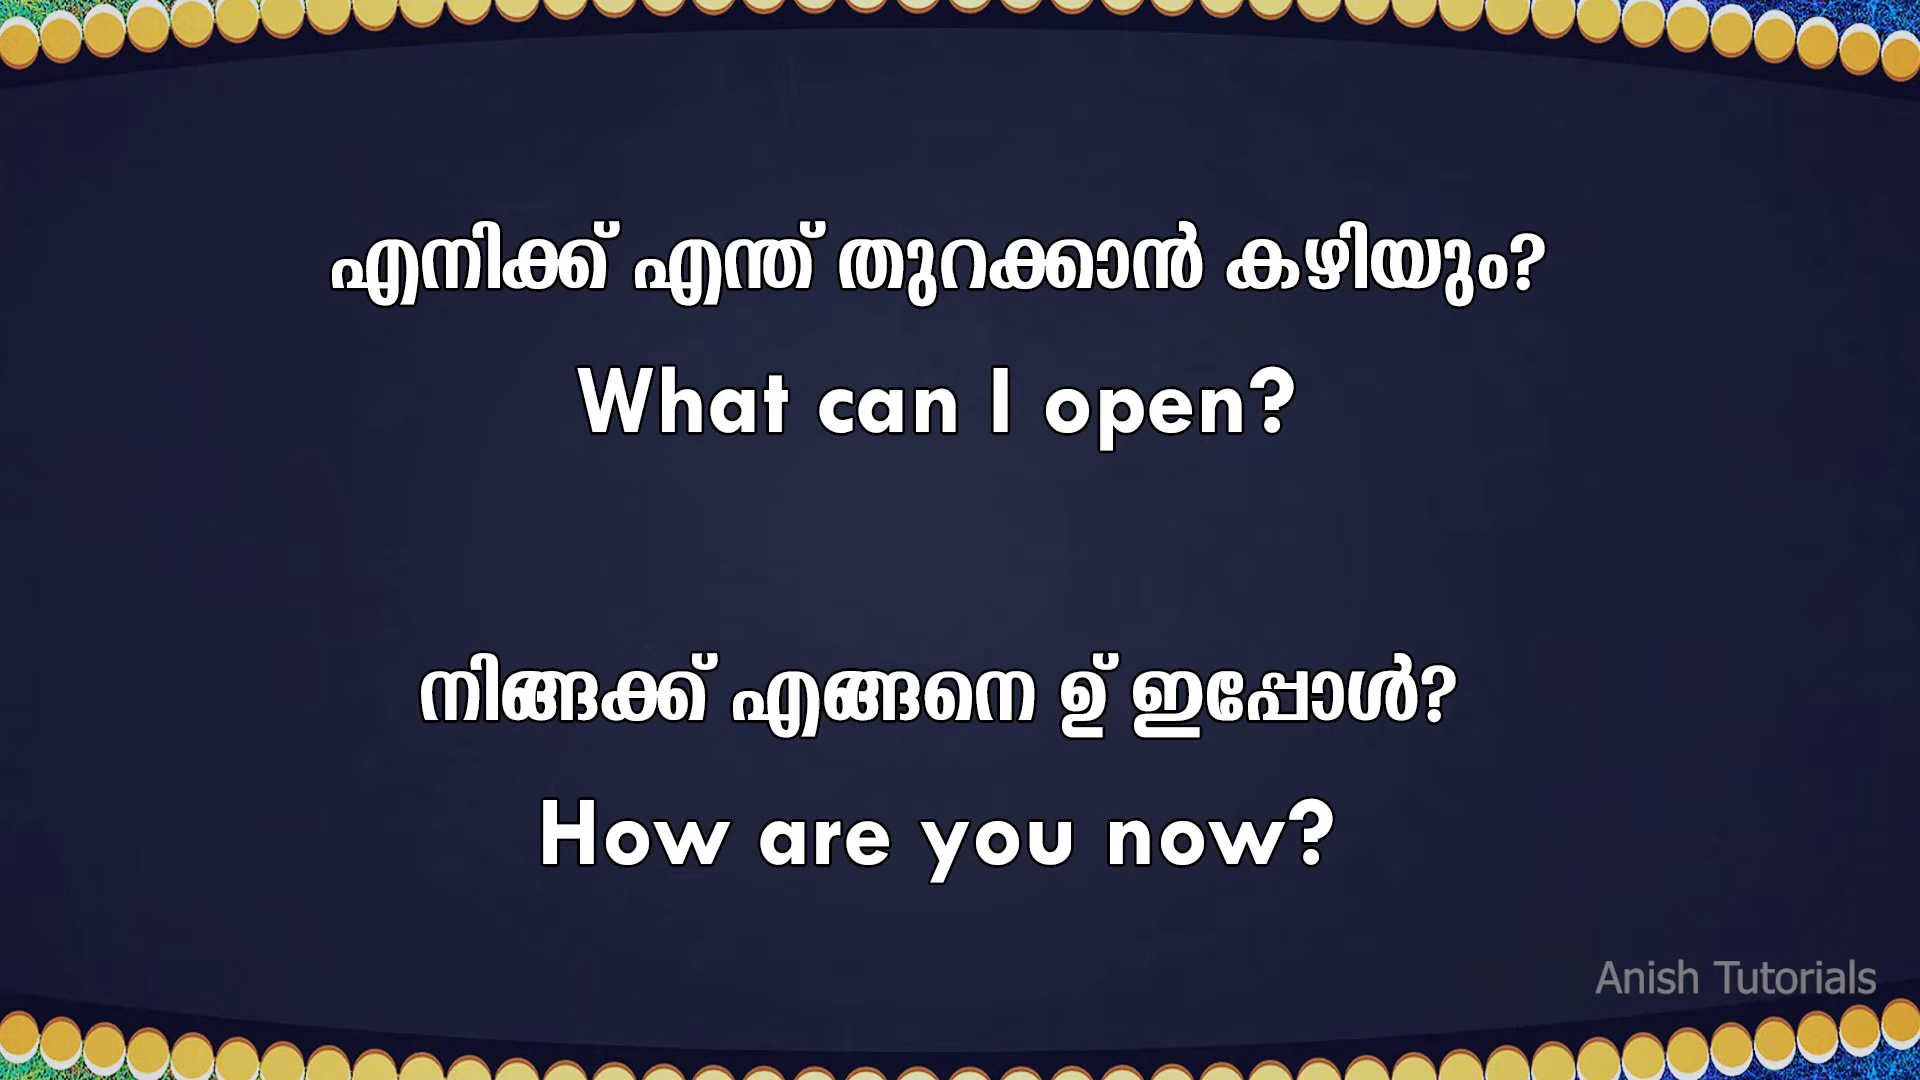 എനിക്ക് എന്ത് തുറക്കാൻ കഴിയും?
What can I open?
നിങ്ങക്ക് എങ്ങനെ ഉ് ഇപ്പോൾ?
How are you now?
Anish Tutorials